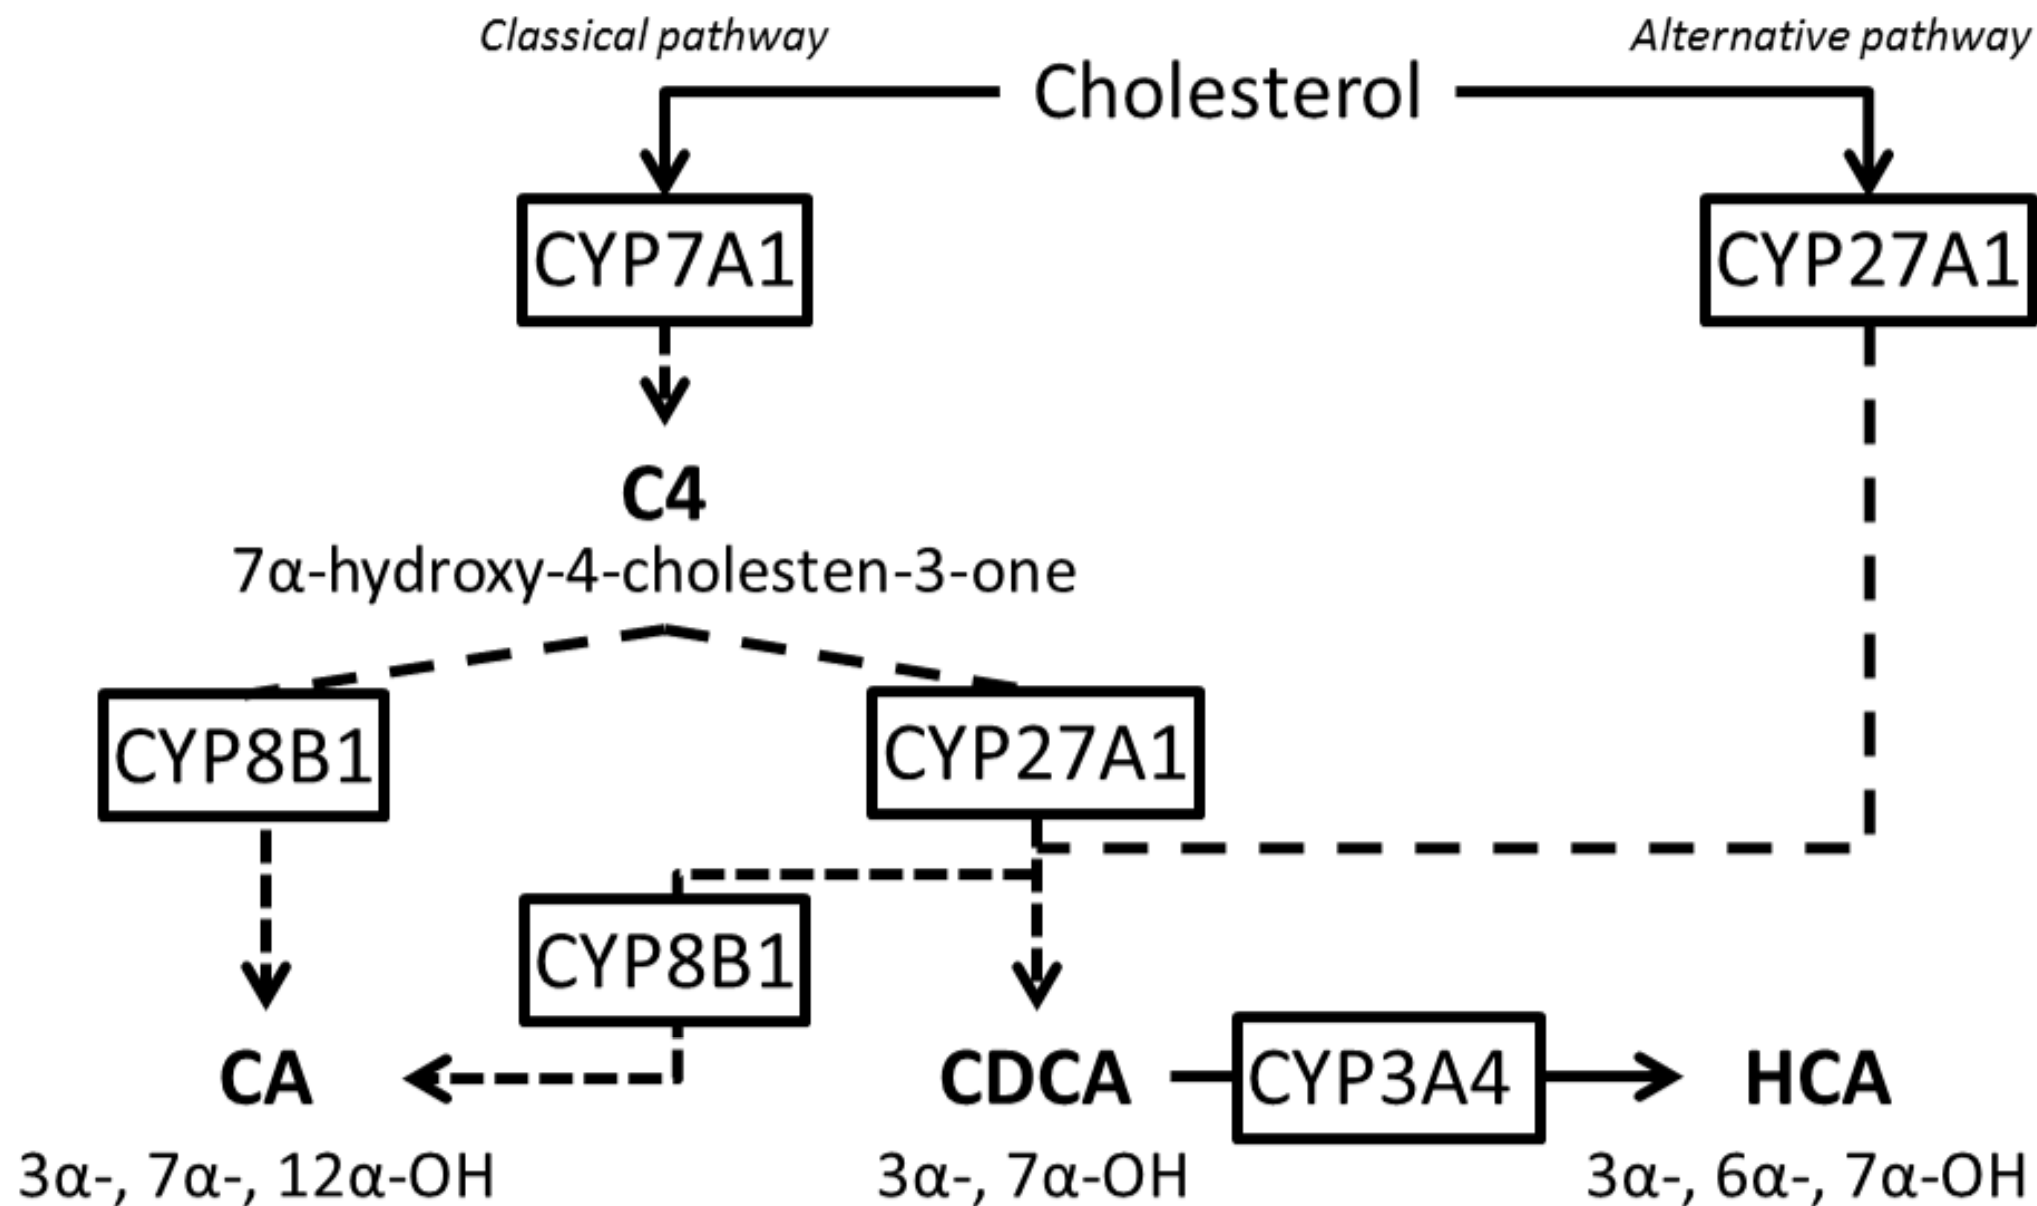 Classical pathway
Alternative pathway
Cholesterol
CYP7A1
CYP27A1
C4
7α-hydroxy-4-cholesten-3-one
CYP8B1
CYP27A1
CYP8B1
CA
CDCA
CYP3A4
HCA
3α-, 7α-, 12α-OH
3α-, 7α-OH
3α-, 6α-, 7α-OH